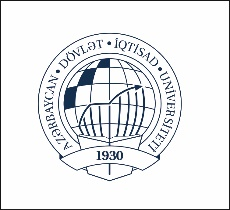 AZƏRBAYCAN • DÖVLƏT • İQTİSAD • UNİVERSİTETİ
1930